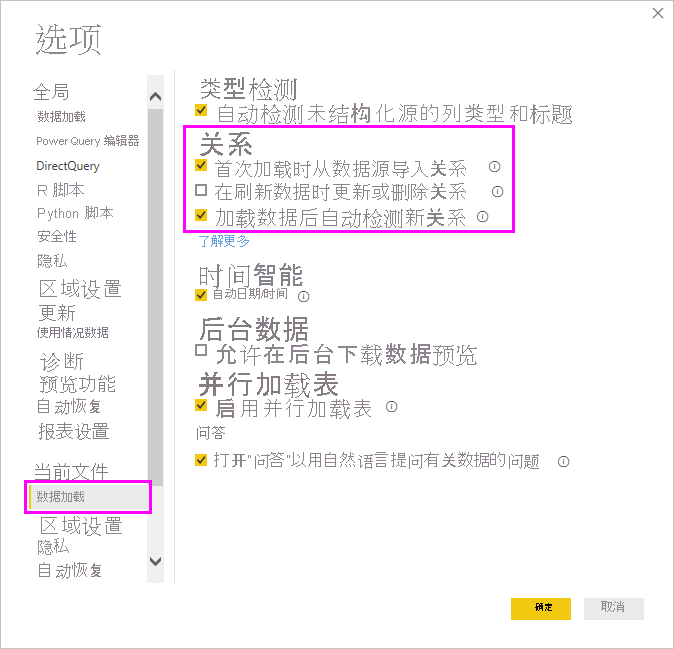 选项
全局
数据加载
Power Query 编辑器
DirectQuery
R 脚本
Python 脚本
安全性
隐私
区域设置
更新
使用情况数据
诊断
预览功能
自动恢复
报表设置
当前文件
数据加载
区域设置
隐私
自动恢复
类型检测
自动检测未结构化源的列类型和标题
关系
首次加载时从数据源导入关系
在刷新数据时更新或删除关系
加载数据后自动检测新关系
了解更多
时间智能
自动日期/时间
后台数据
允许在后台下载数据预览
并行加载表
启用并行加载表
问答
打开"问答"以用自然语言提问有关数据的问题
确定
取消